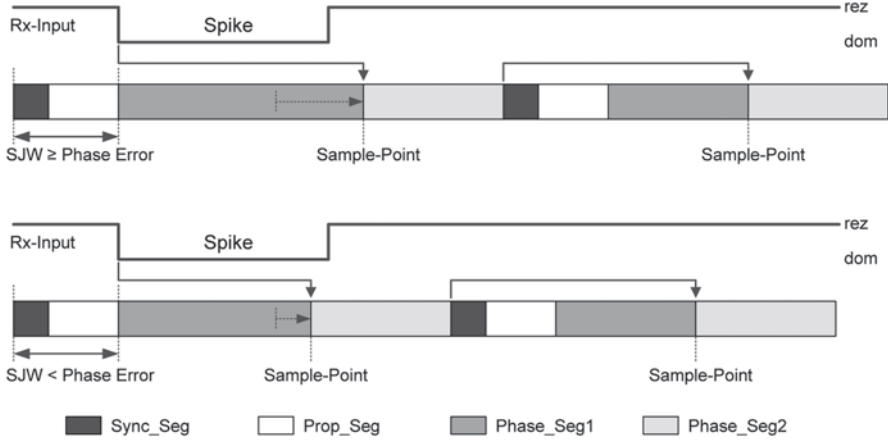 rez
Rx-Input Spike
dom
SJW ≥ Phase Error Sample-Point Sample-Point
rez
Rx-Input Spike
dom
SJW < Phase Error Sample-Point Sample-Point
Sync_Seg Prop_Seg Phase_Seg1 Phase_Seg2